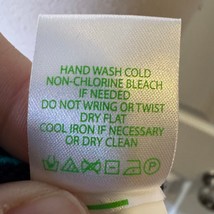 HAND WASH COLD
NON-CHLORINE BLEACH
IF NEEDED
DO NOT WRING OR TWIST
DRY FLAT
COOL IRON IF NECESSARY
OR DRY CLEAN
P